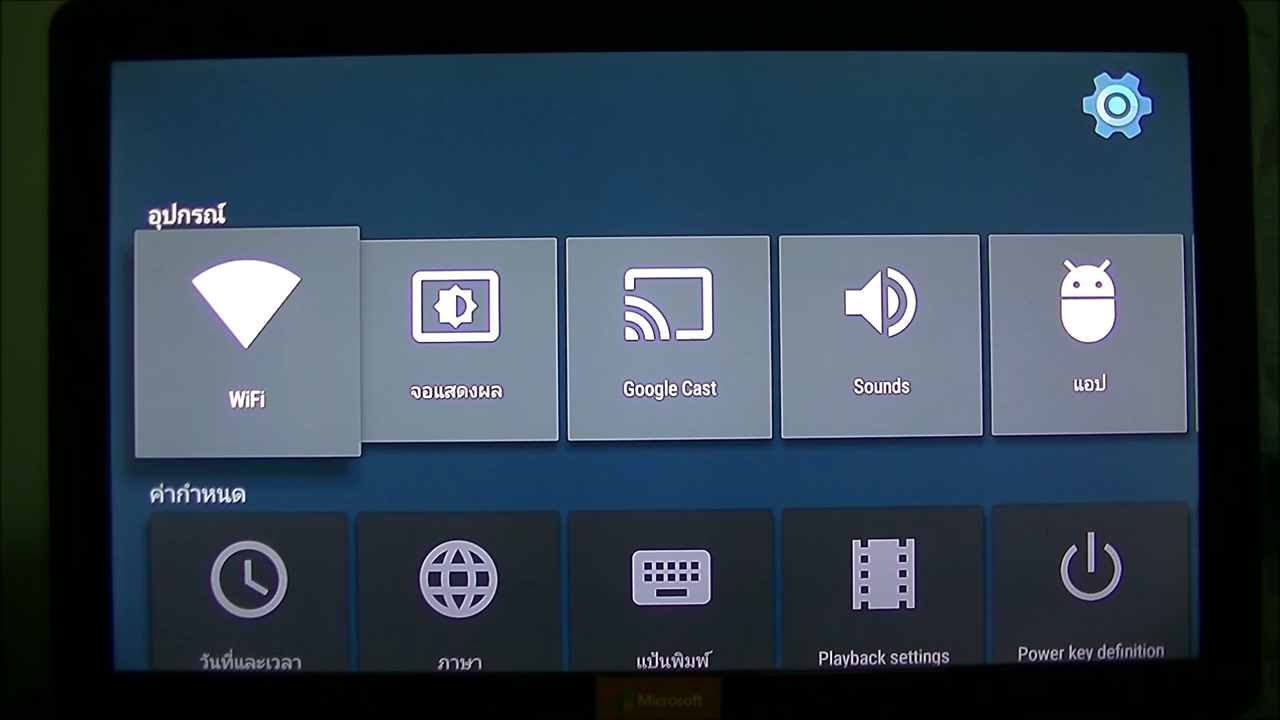 อุปกรณ์
WiFi
จอแสดงผล
Google Cast
Sounds
แอป
ค่ากำหนด
วันที่และเวลา
ภาษา
แป้นพิมพ์
Playback settings
Power key definition
Microsoft